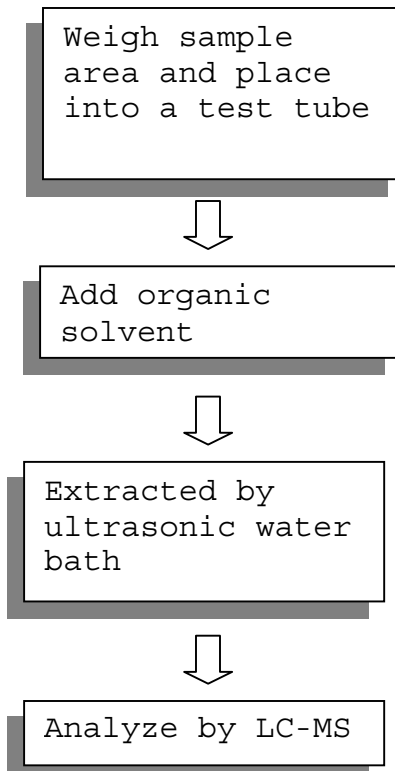 Weigh sample
area and place
into a test tube
Add organic
solvent
Extracted by
ultrasonic water
bath
Analyze by LC-MS